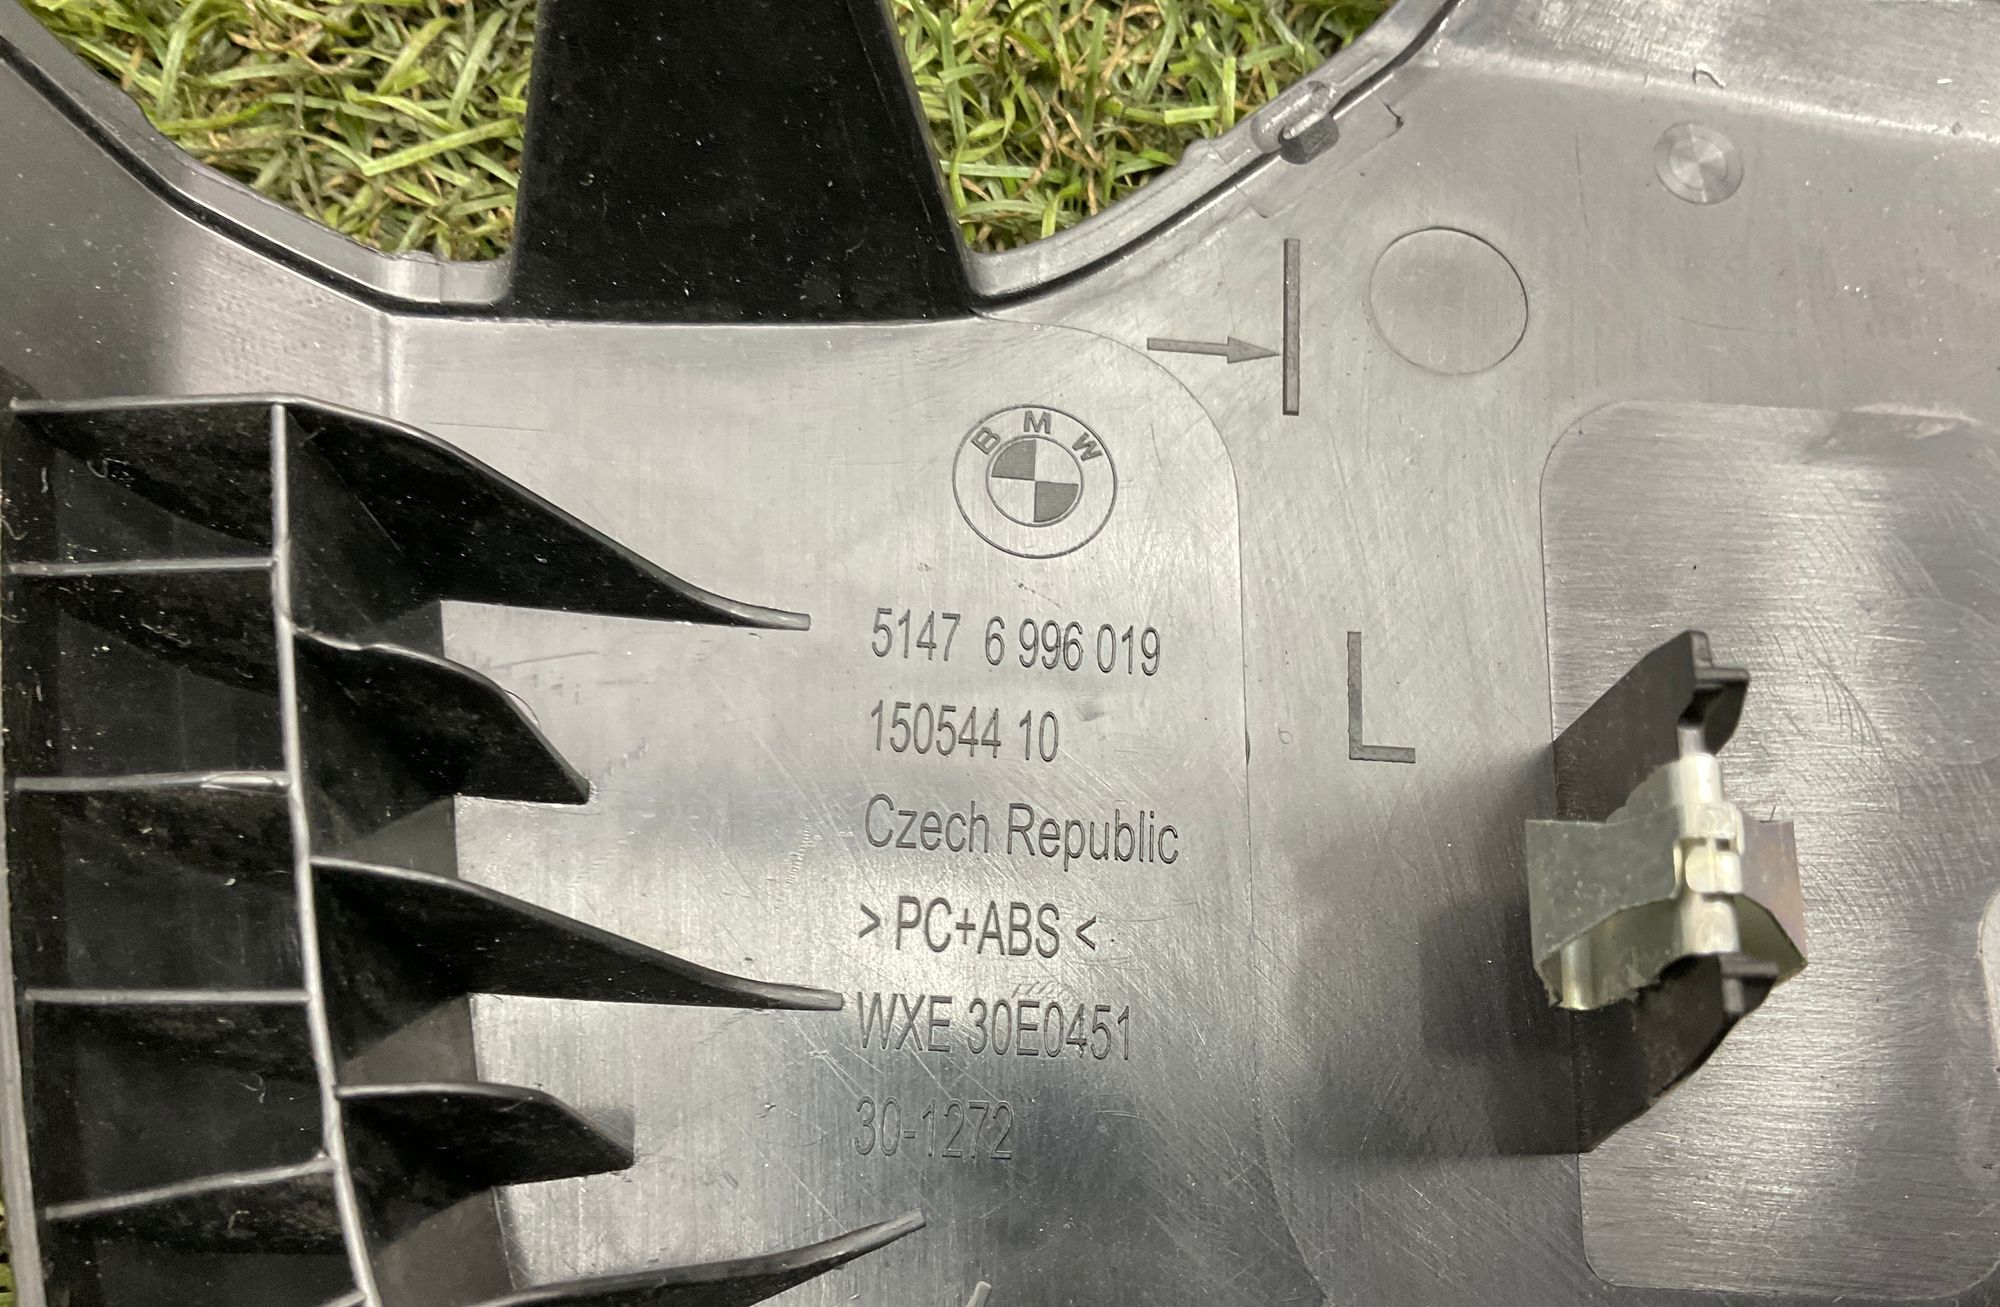 BMW
5147 6 996 019
150544 10
L
Czech Republic
> PC+ABS <
WXE 30E0451
30-1272